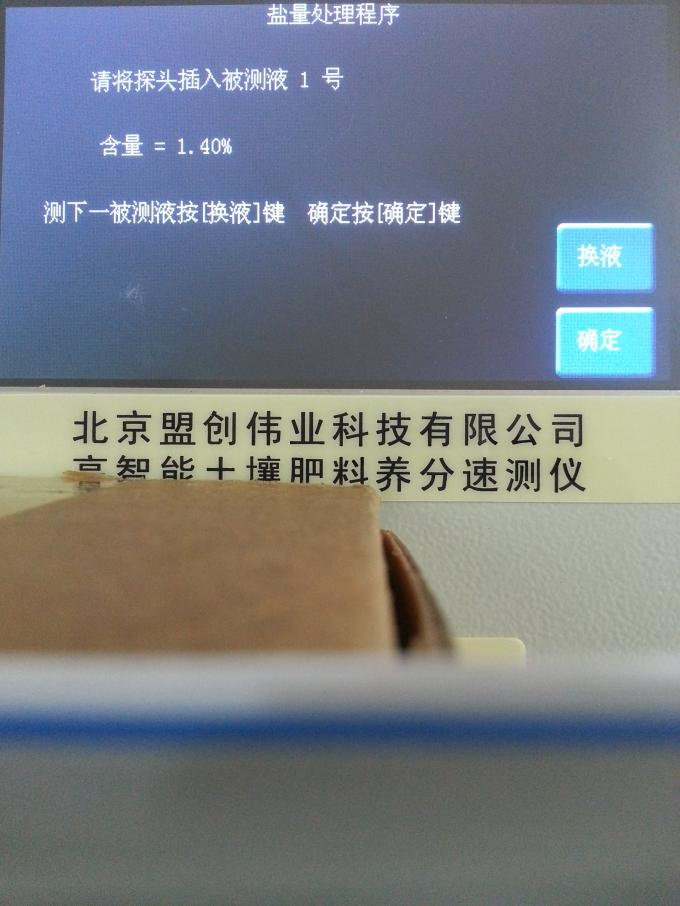 盐量处理程序
请将探头插入被测液 1 号
含量 = 1.40%
测下一被测液按[换液]键 确定按[确定]键
换液
确定
北京盟创伟业科技有限公司
高智能土壤肥料养分速测仪